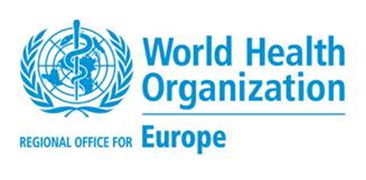 World Health
Organization
REGIONAL OFFICE FOR Europe